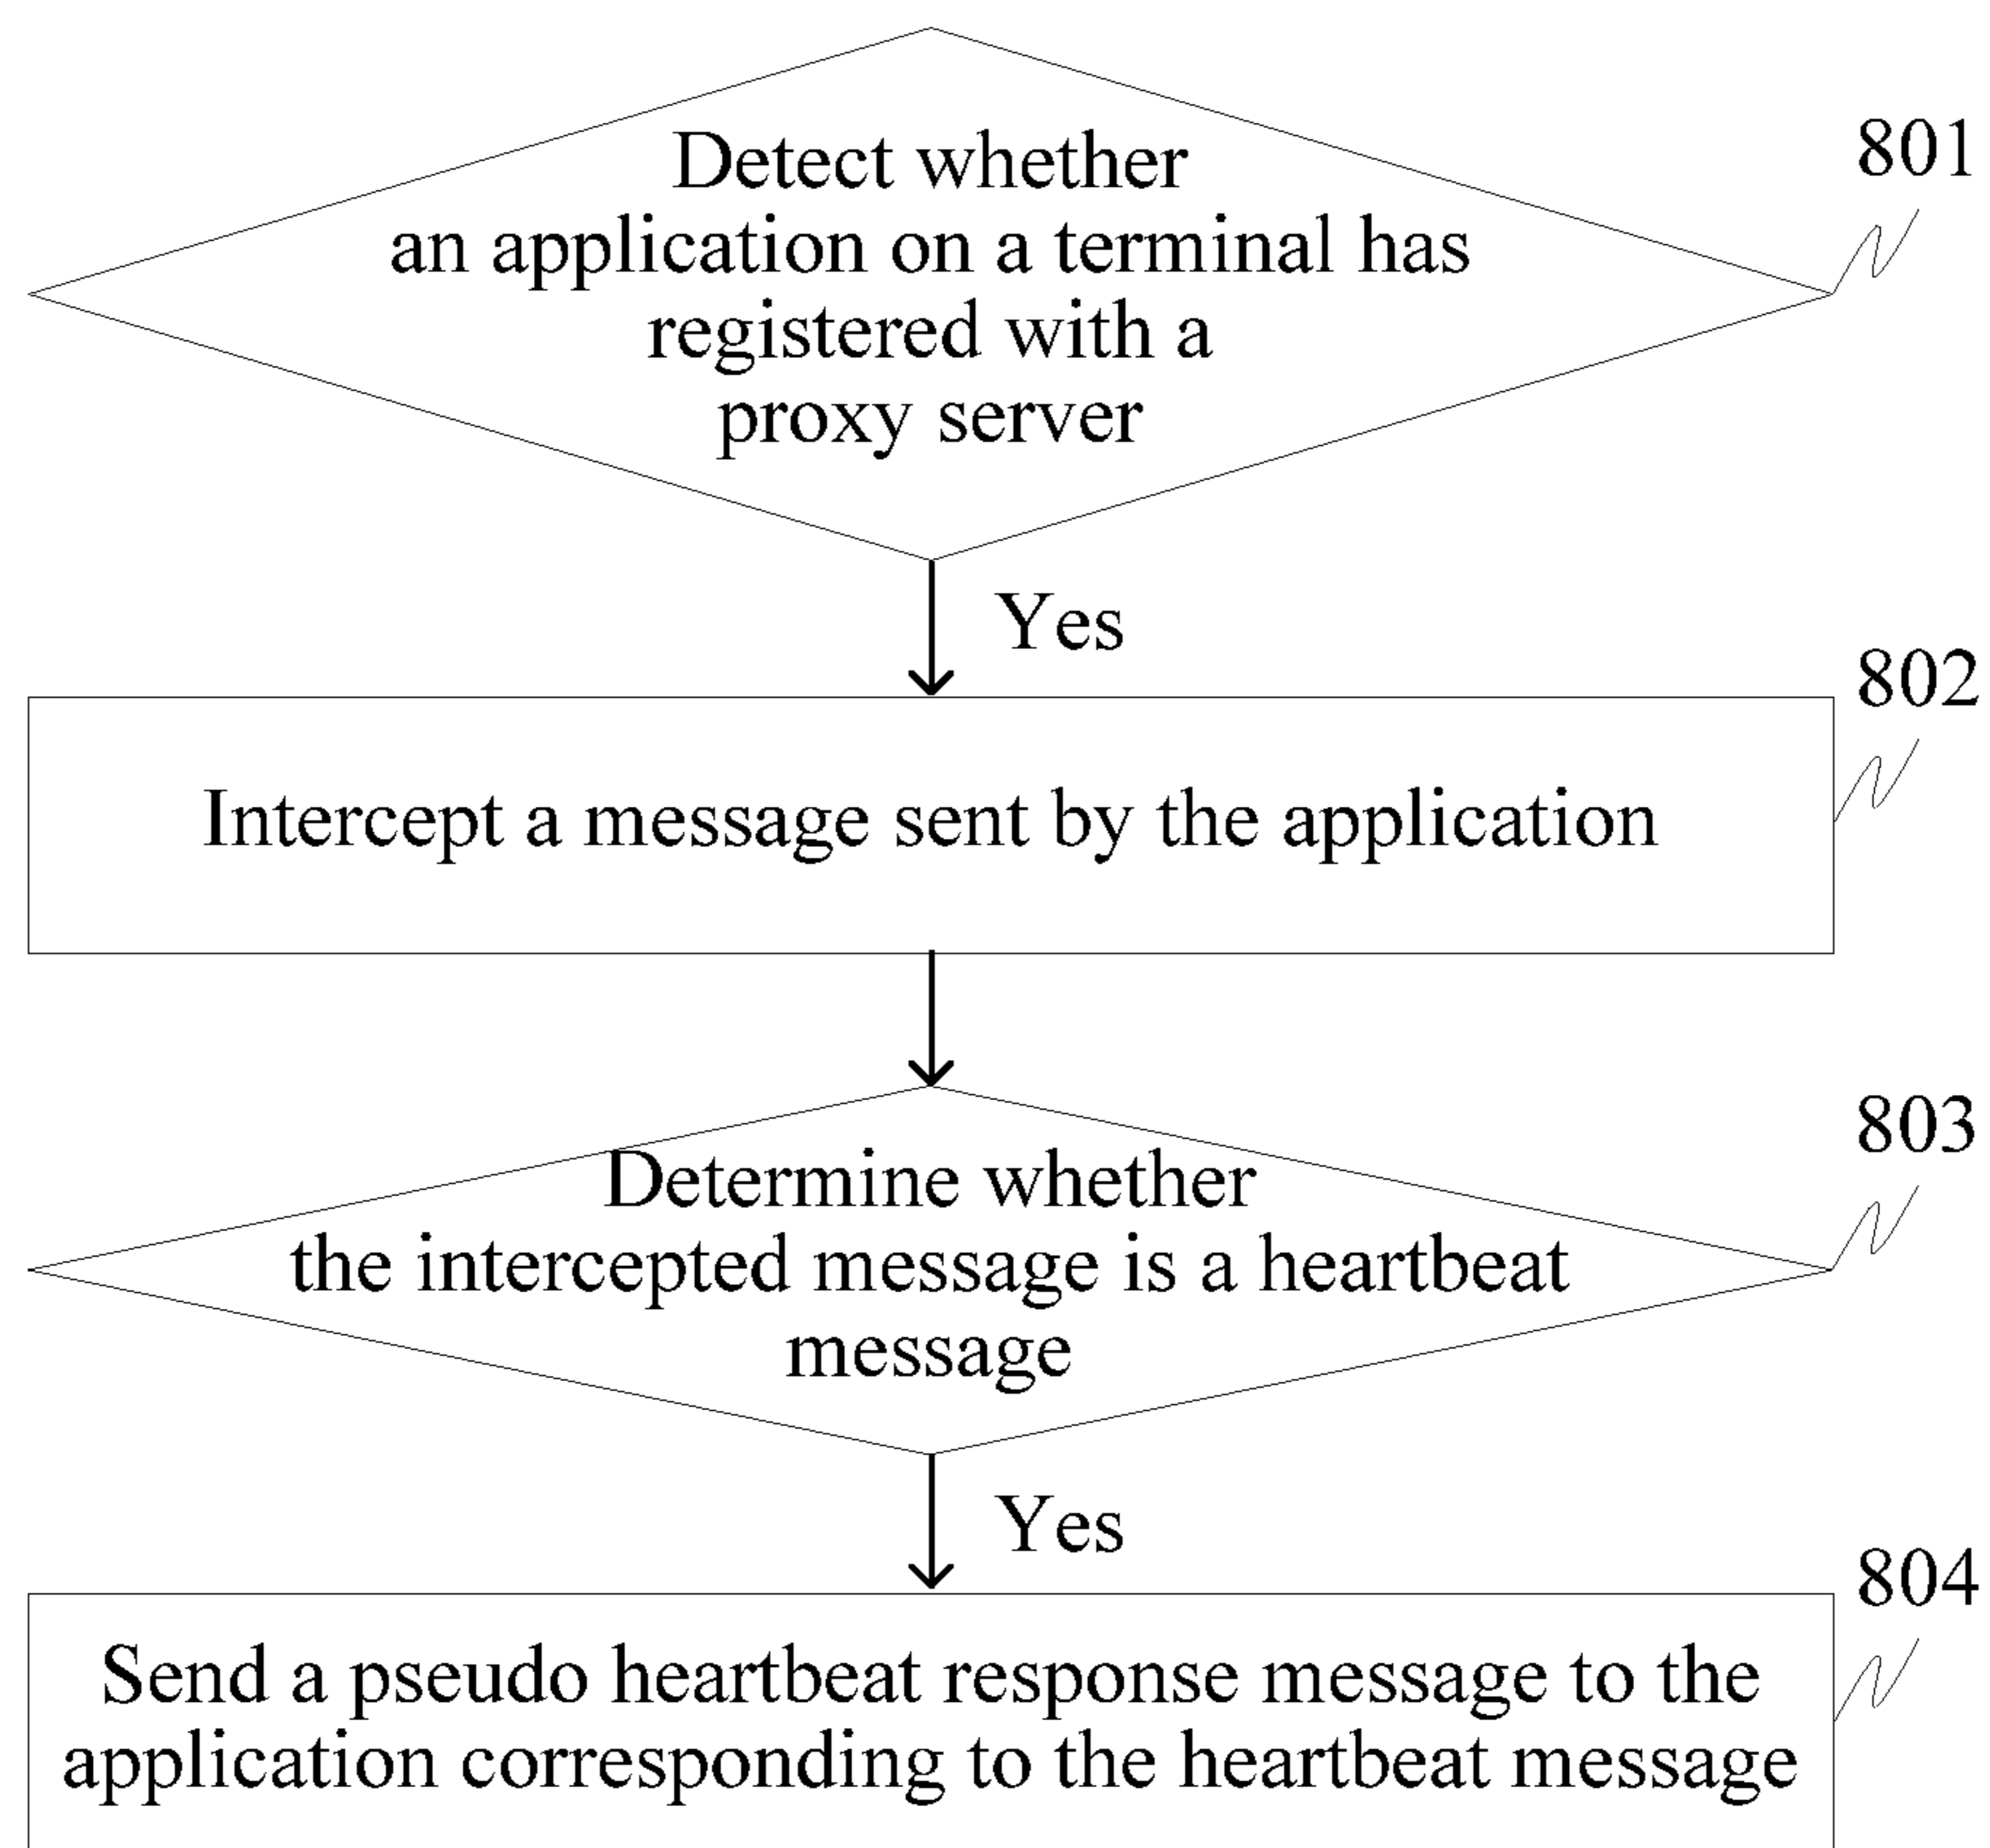 Detect whether
an application on a terminal has
registered with a
proxy server
801
Yes
802
Intercept a message sent by the application
803
Determine whether
the intercepted message is a heartbeat
message
Yes
804
Send a pseudo heartbeat response message to the
application corresponding to the heartbeat message